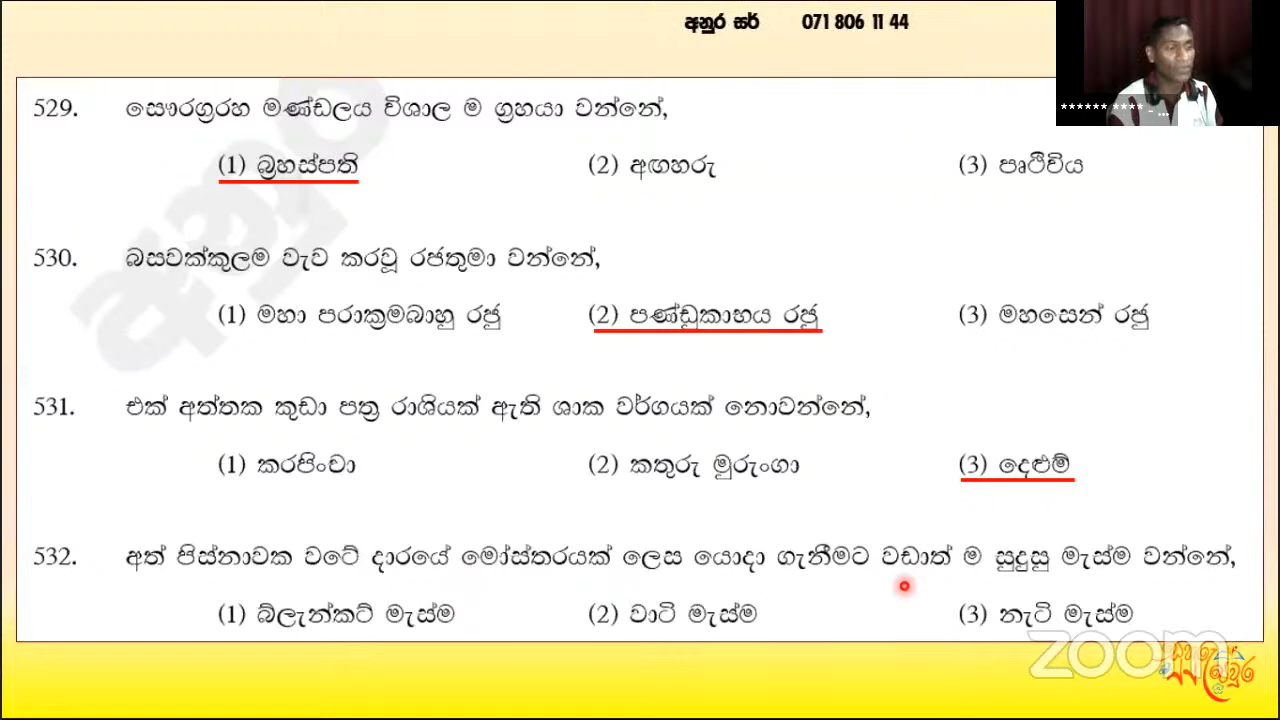 අනුර සර් 071 806 11 44
****** **** - ...
529. සෞරග්‍රරහ මණ්ඩලය විශාල ම ග්‍රහයා වන්නේ,
(1) බ්‍රහස්පති (2) අඟහරු (3) පෘථිවිය
530. බසවක්කුලම වැව කරවූ රජතුමා වන්නේ,
(1) මහා පරාක්‍රමබාහු රජු (2) පණ්ඩුකාභය රජු (3) මහසෙන් රජු
531. එක් අත්තක කුඩා පත්‍ර රාශියක් ඇති ශාක වර්ගයක් නොවන්නේ,
(1) කරපිංචා (2) කතුරු මුරුංගා (3) දෙළුම්
532. අත් පිස්නාවක වටේ දාරයේ මෝස්තරයක් ලෙස යොදා ගැනීමට වඩාත් ම සුදුසු මැස්ම වන්නේ,
(1) බ්ලැන්කට් මැස්ම (2) වාටි මැස්ම (3) නැටි මැස්ම
zoom
අනුර